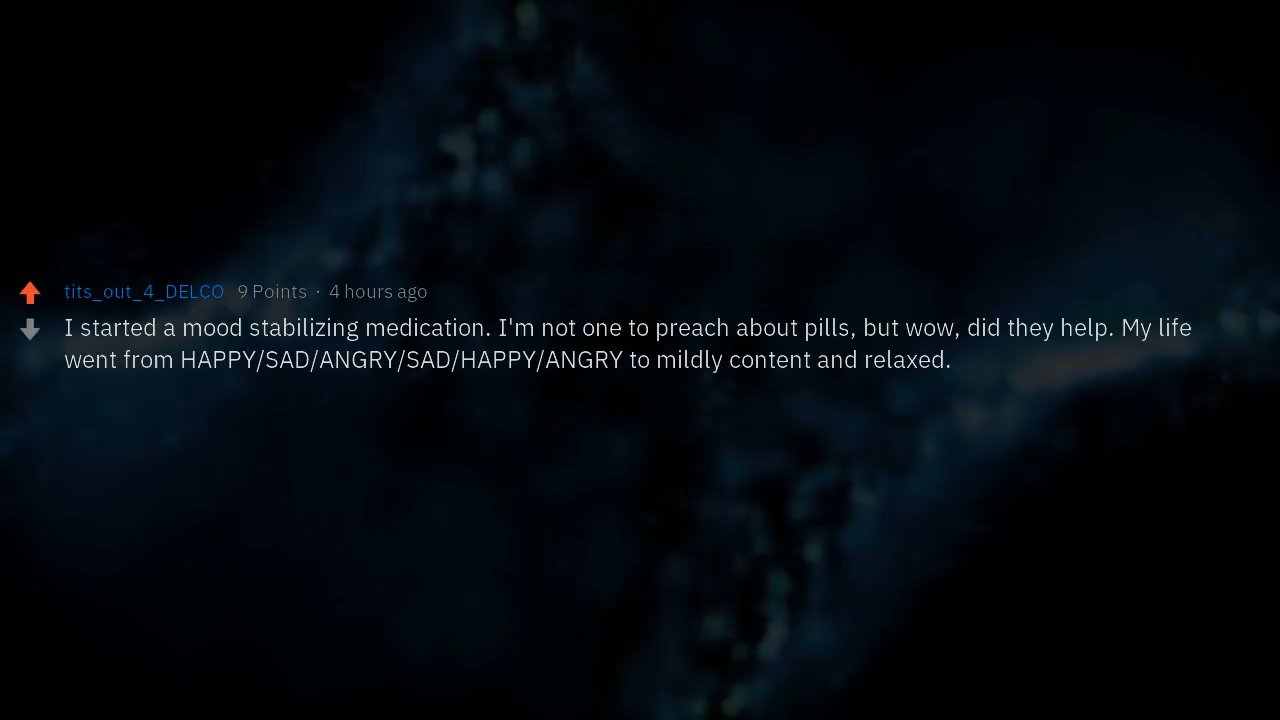 tits_out_4_DELCO 9 Points · 4 hours ago
I started a mood stabilizing medication. I'm not one to preach about pills, but wow, did they help. My life
went from HAPPY/SAD/ANGRY/SAD/HAPPY/ANGRY to mildly content and relaxed.